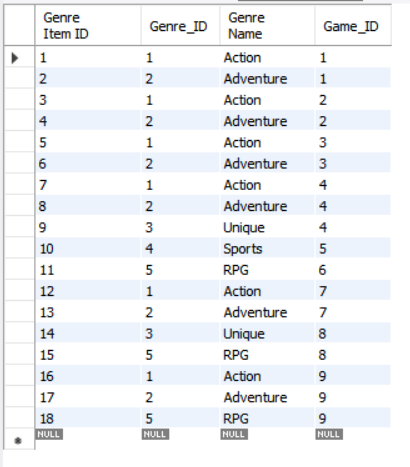 Genre Item ID Genre_ID Genre Name Game_ID
1 1 Action 1
2 2 Adventure 1
3 1 Action 2
4 2 Adventure 2
5 1 Action 3
6 2 Adventure 3
7 1 Action 4
8 2 Adventure 4
9 3 Unique 4
10 4 Sports 5
11 5 RPG 6
12 1 Action 7
13 2 Adventure 7
14 3 Unique 8
15 5 RPG 8
16 1 Action 9
17 2 Adventure 9
18 5 RPG 9
NULL NULL NULL NULL